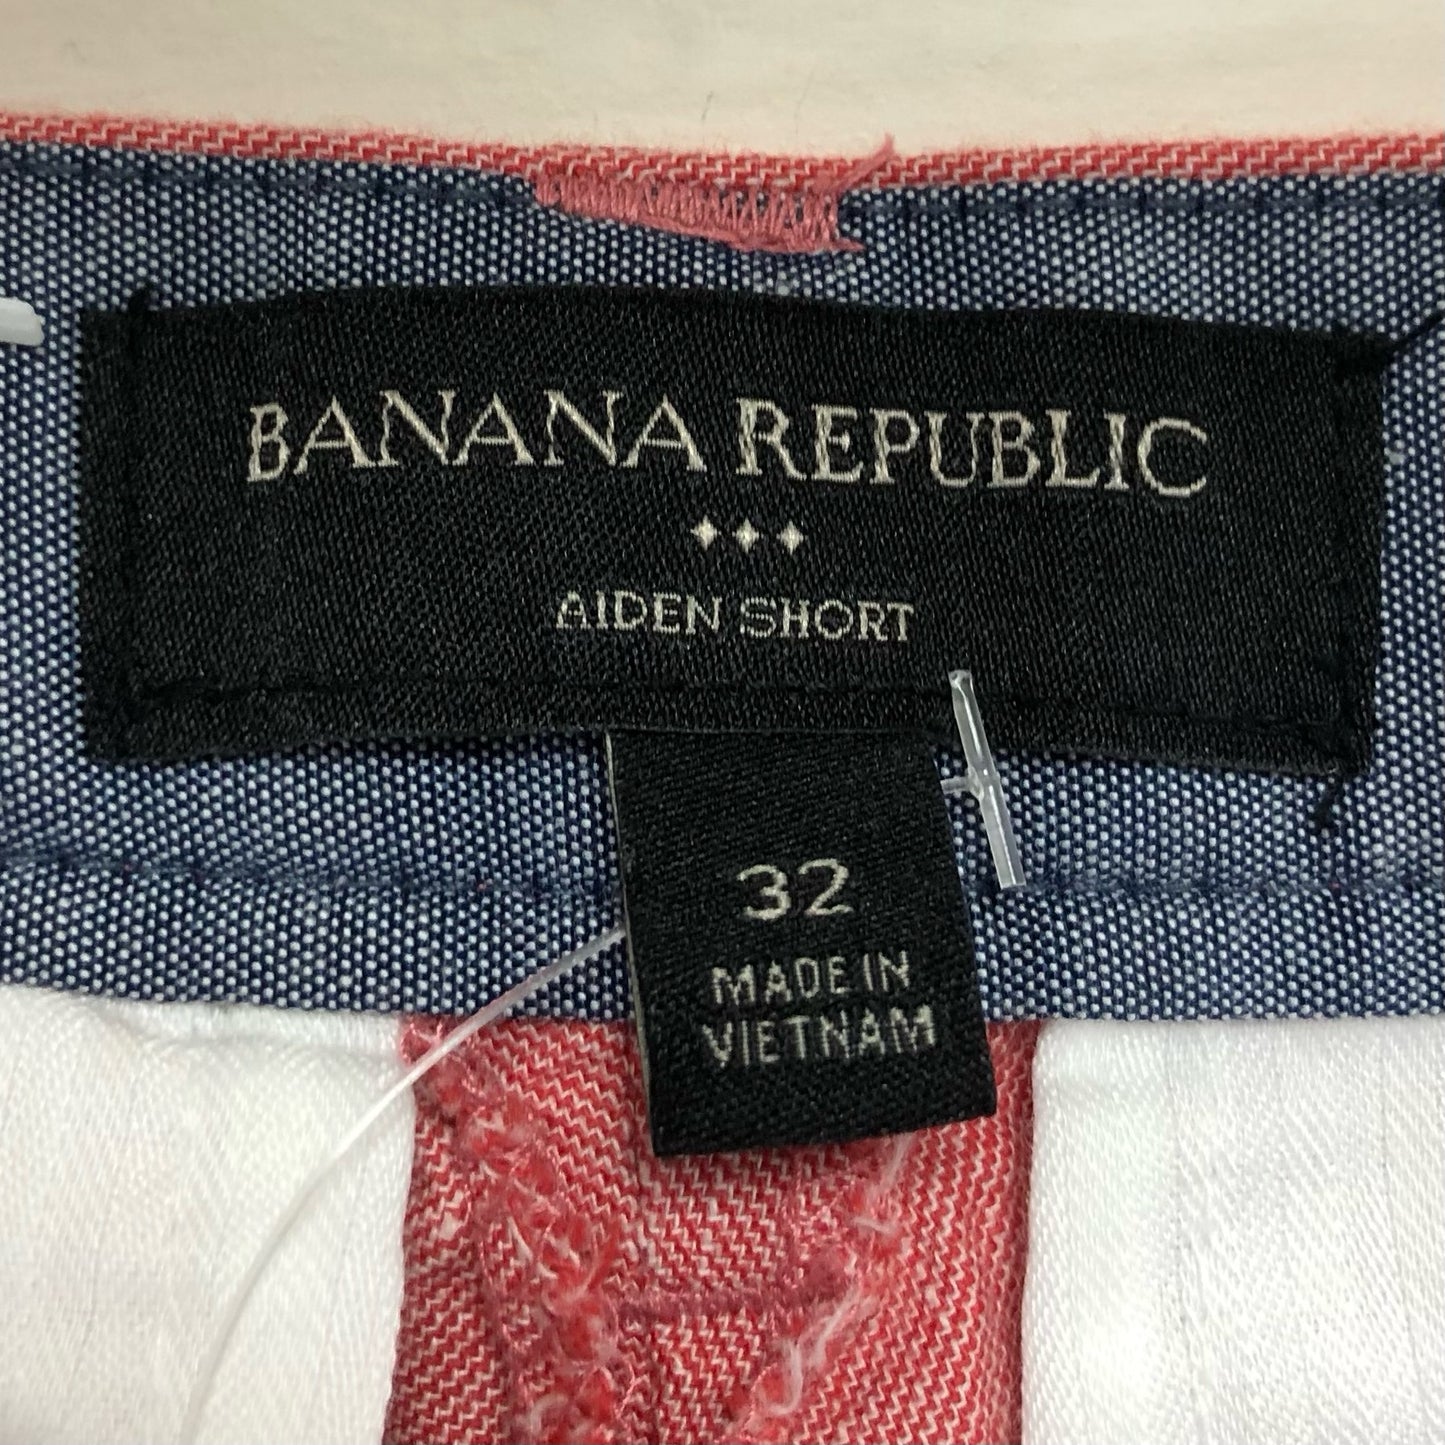 BANANA REPUBLIC
AIDEN SHORT
32
MADE IN
VIETNAM